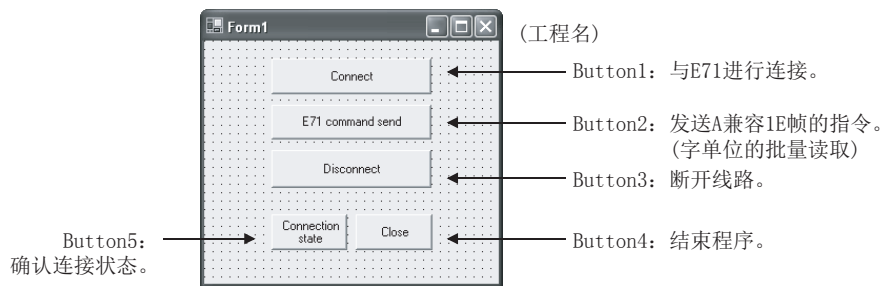 Form1
(工程名)
Connect
Button1: 与E71进行连接。
E71 command send
Button2: 发送A兼容1E帧的指令。
(字单位的批量读取)
Disconnect
Button3: 断开线路。
Button5:
确认连接状态。
Connection
state
Close
Button4: 结束程序。